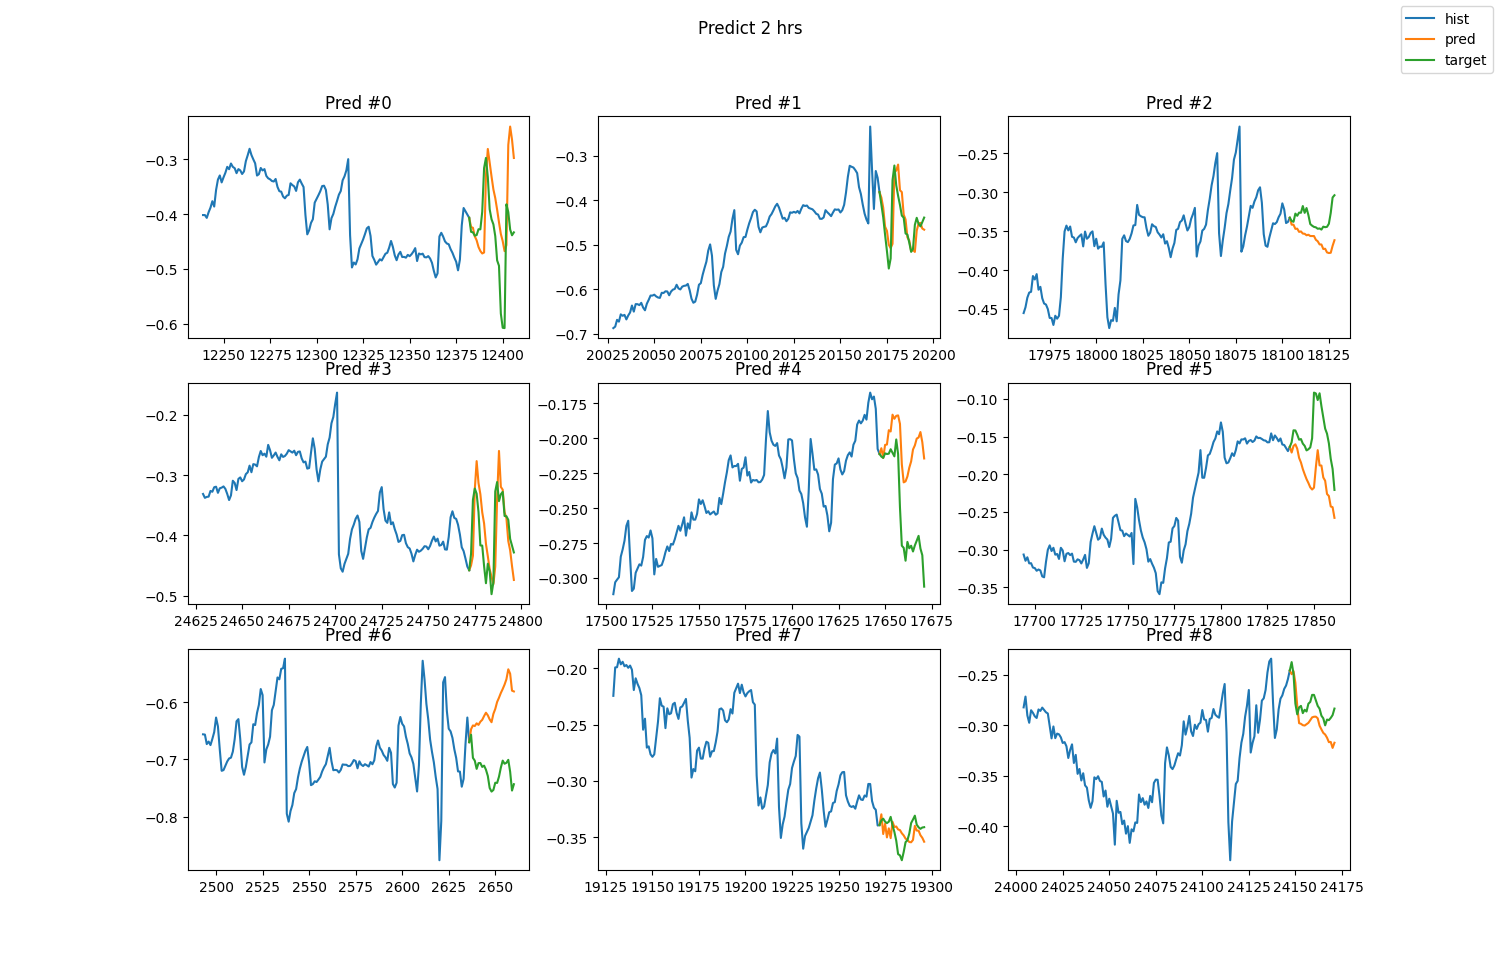 Predict 2 hrs
hist
pred
target
Pred #0
−0.3
−0.4
−0.5
−0.6
12250 12275 12300 12325 12350 12375 12400
Pred #1
−0.3
−0.4
−0.5
−0.6
−0.7
20025 20050 20075 20100 20125 20150 20175 20200
Pred #2
−0.25
−0.30
−0.35
−0.40
−0.45
17975 18000 18025 18050 18075 18100 18125
Pred #3
−0.2
−0.3
−0.4
−0.5
24625 24650 24675 24700 24725 24750 24775 24800
Pred #4
−0.175
−0.200
−0.225
−0.250
−0.275
−0.300
17500 17525 17550 17575 17600 17625 17650 17675
Pred #5
−0.10
−0.15
−0.20
−0.25
−0.30
−0.35
17700 17725 17750 17775 17800 17825 17850
Pred #6
−0.6
−0.7
−0.8
2500 2525 2550 2575 2600 2625 2650
Pred #7
−0.20
−0.25
−0.30
−0.35
19125 19150 19175 19200 19225 19250 19275 19300
Pred #8
−0.25
−0.30
−0.35
−0.40
24000 24025 24050 24075 24100 24125 24150 24175